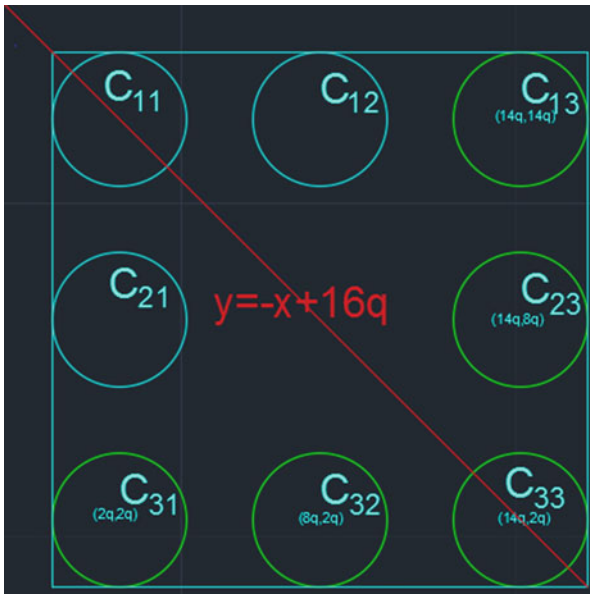 C11 C12 C13
(14q,14q)
C21 y=-x+16q C23
(14q,8q)
C31 C32 C33
(2q,2q) (8q,2q) (14q,2q)